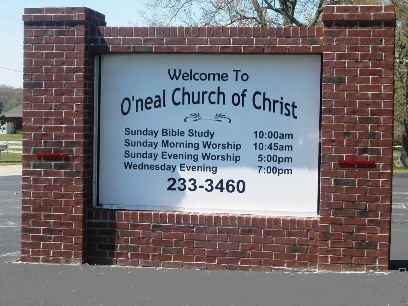 Welcome To
O'neal Church of Christ
Sunday Bible Study 10:00am
Sunday Morning Worship 10:45am
Sunday Evening Worship 5:00pm
Wednesday Evening 7:00pm
233-3460